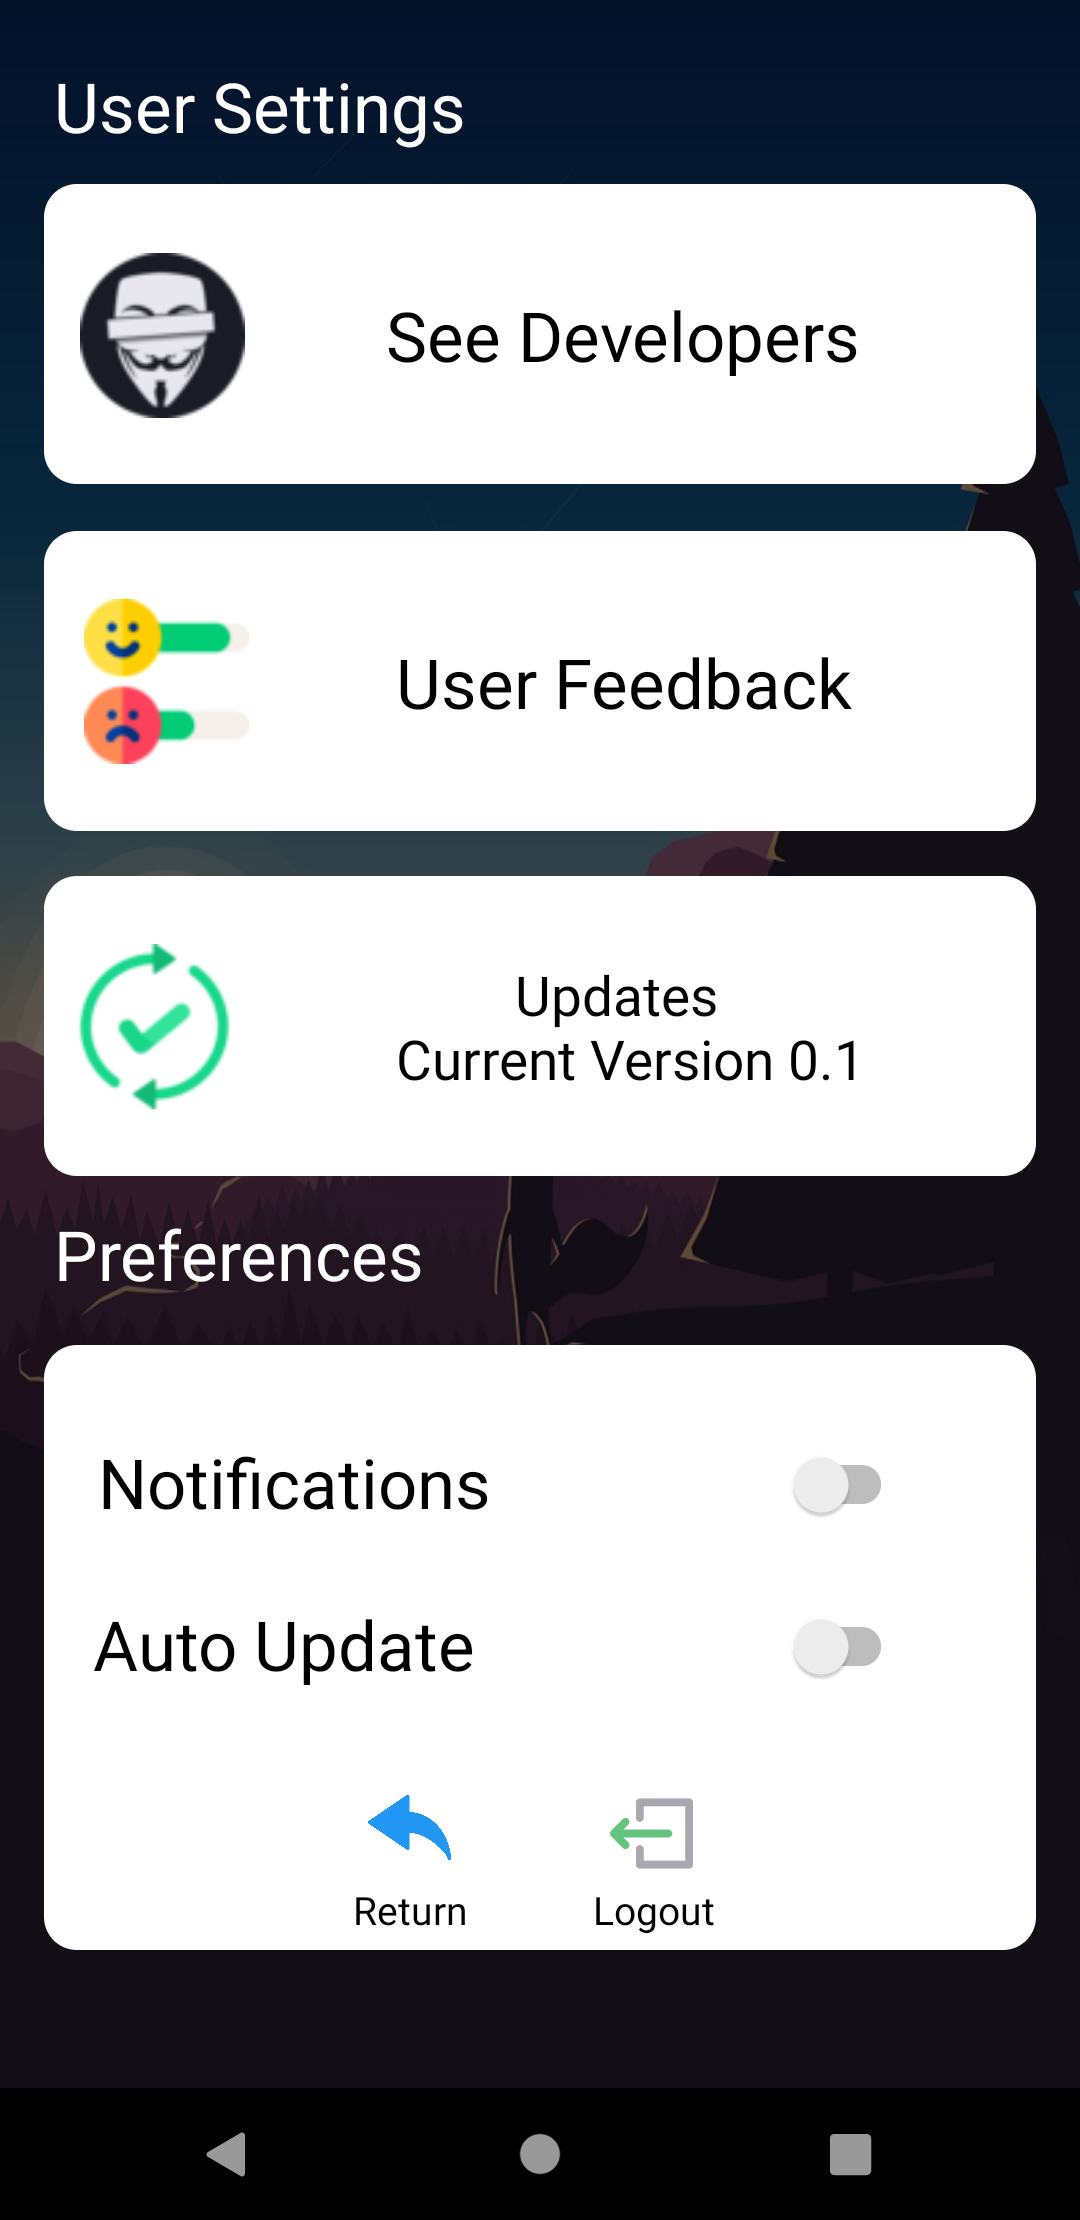 User Settings
See Developers
User Feedback
Updates
Current Version 0.1
Preferences
Notifications
Auto Update
Return
Logout